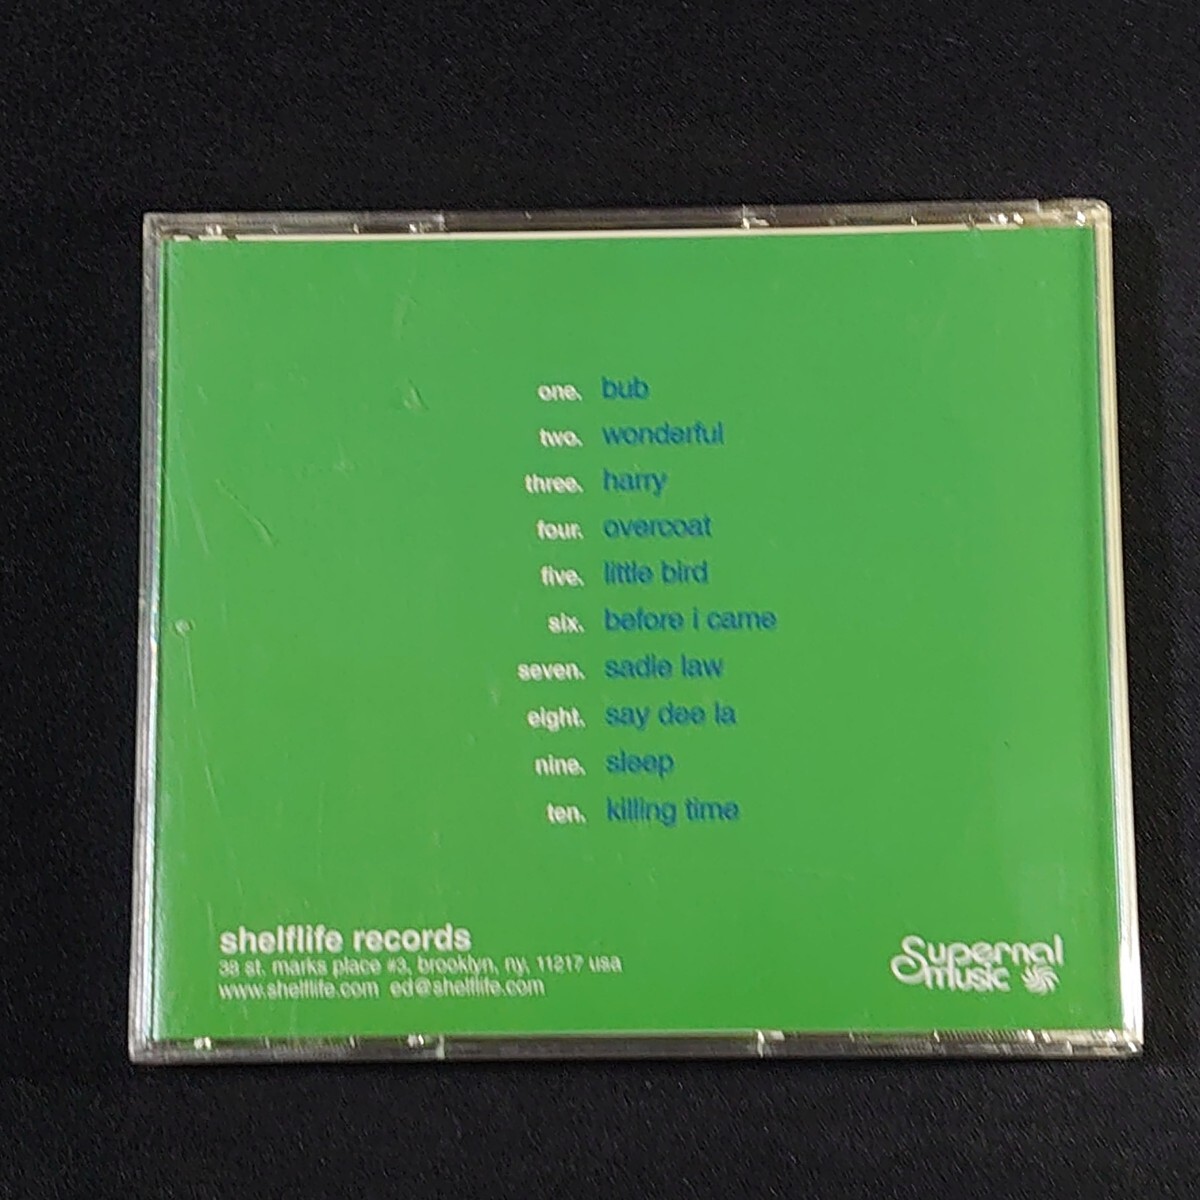 one. bub
two. wonderful
three. harry
four. overcoat
five. little bird
six. before i came
seven. sadie law
eight. say dee la
nine. sleep
ten. killing time
shelflife records
38 st. marks place #3, brooklyn, ny, 11217 usa
www.shelflife.com ed@shelflife.com
Supernal
music